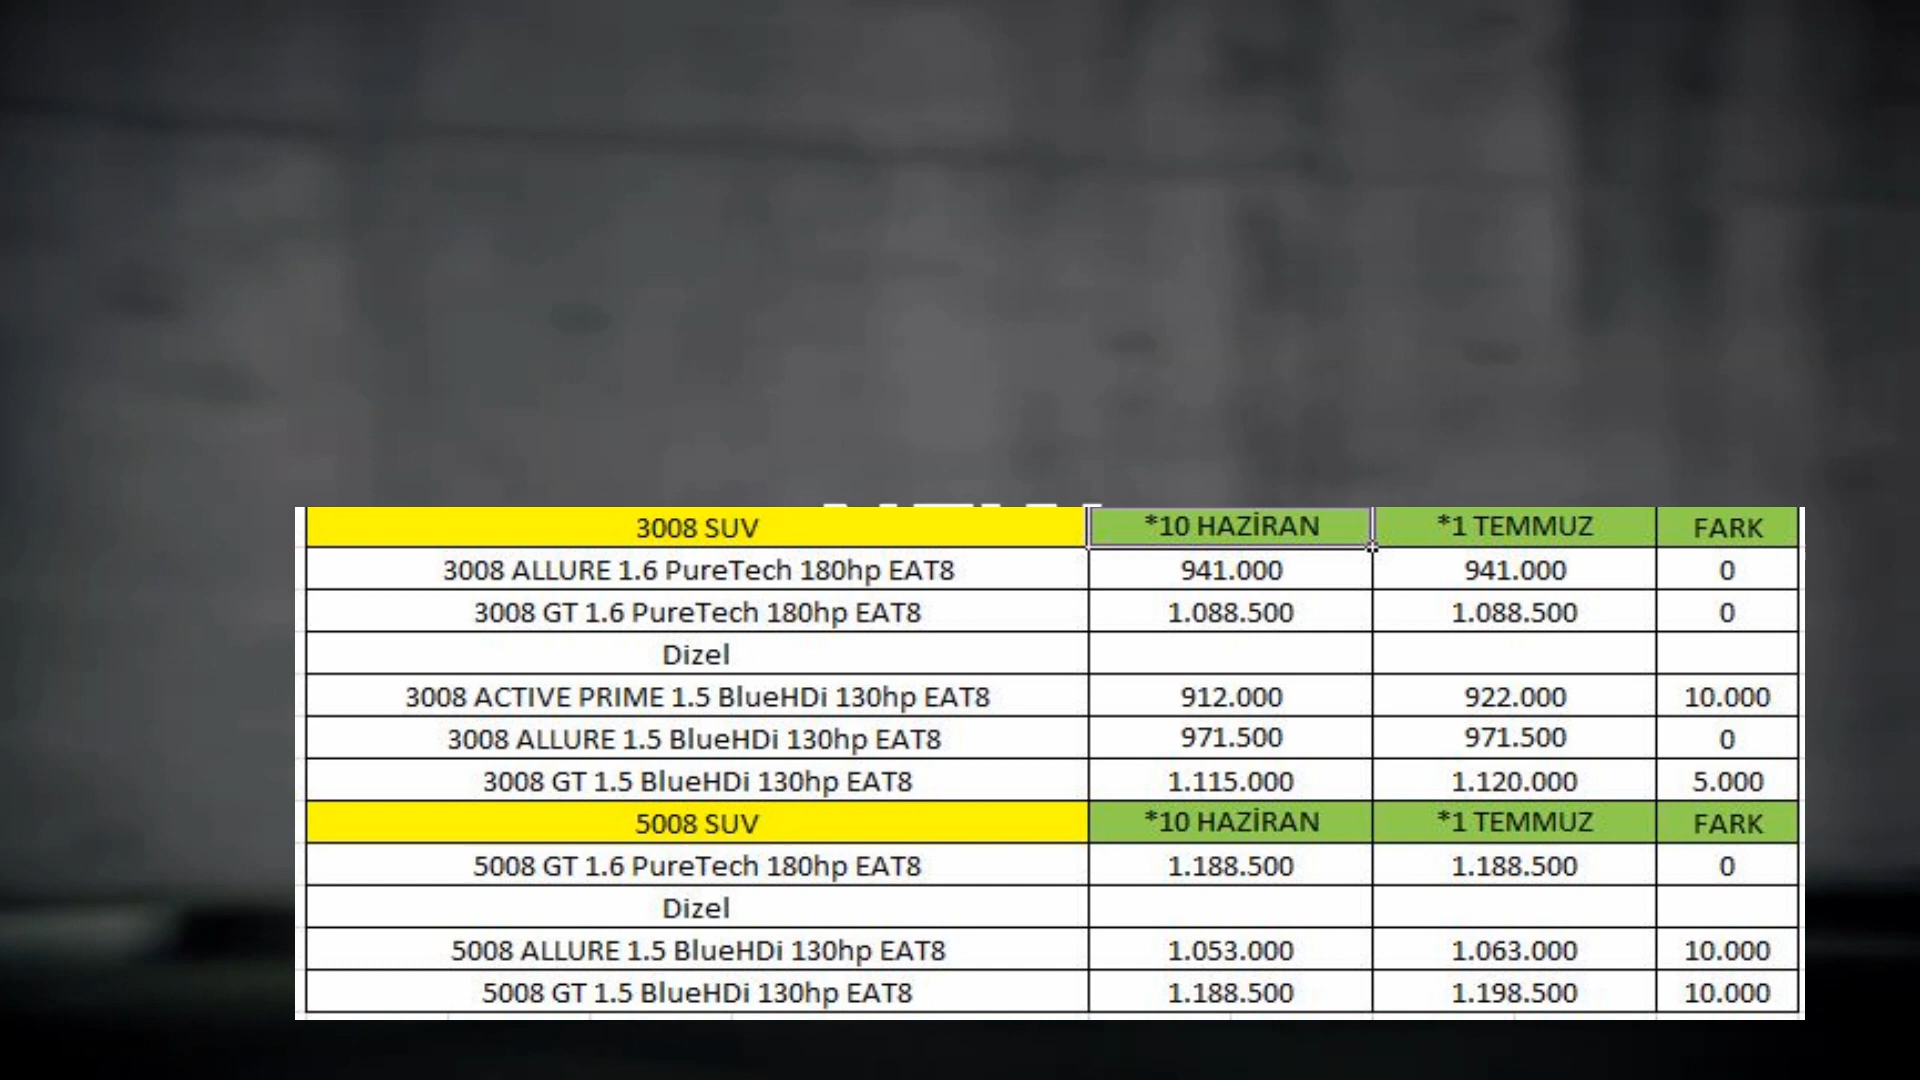 3008 SUV *10 HAZİRAN *1 TEMMUZ FARK
3008 ALLURE 1.6 PureTech 180hp EAT8 941.000 941.000 0
3008 GT 1.6 PureTech 180hp EAT8 1.088.500 1.088.500 0
Dizel
3008 ACTIVE PRIME 1.5 BlueHDi 130hp EAT8 912.000 922.000 10.000
3008 ALLURE 1.5 BlueHDi 130hp EAT8 971.500 971.500 0
3008 GT 1.5 BlueHDi 130hp EAT8 1.115.000 1.120.000 5.000
5008 SUV *10 HAZİRAN *1 TEMMUZ FARK
5008 GT 1.6 PureTech 180hp EAT8 1.188.500 1.188.500 0
Dizel
5008 ALLURE 1.5 BlueHDi 130hp EAT8 1.053.000 1.063.000 10.000
5008 GT 1.5 BlueHDi 130hp EAT8 1.188.500 1.198.500 10.000